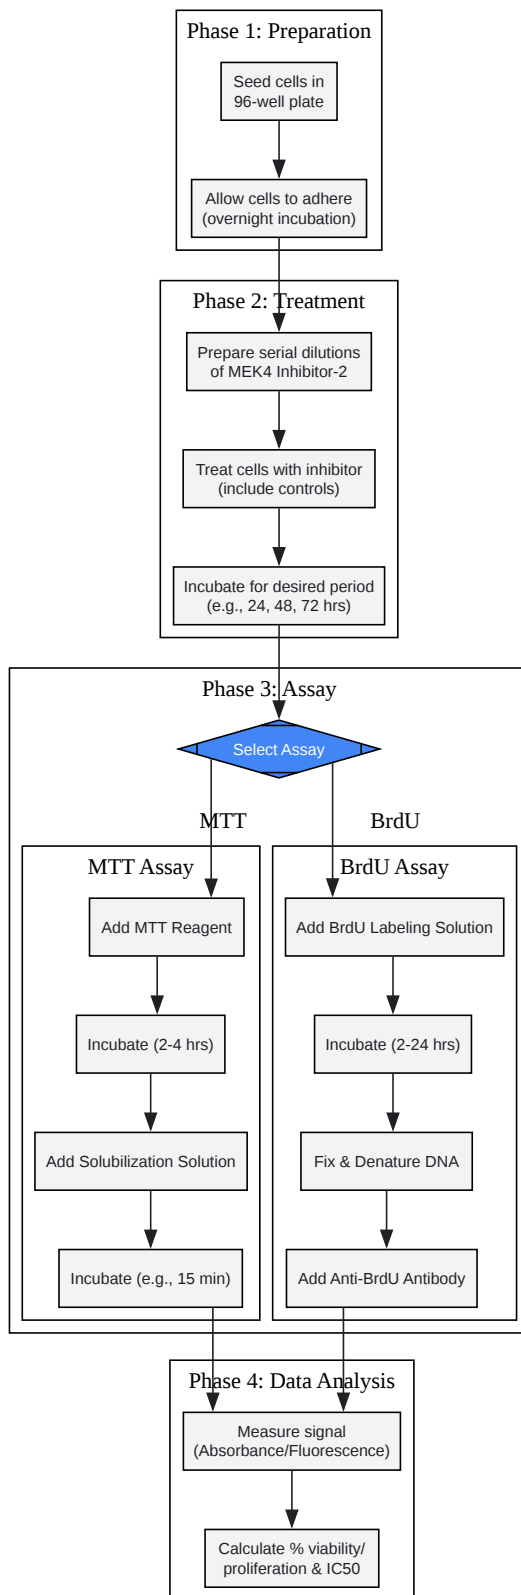 Phase 1: Preparation
Seed cells in
96-well plate
Allow cells to adhere
(overnight incubation)
Phase 2: Treatment
Prepare serial dilutions
of MEK4 Inhibitor-2
Treat cells with inhibitor
(include controls)
Incubate for desired period
(e.g., 24, 48, 72 hrs)
Phase 3: Assay
Select Assay
MTT
BrdU
MTT Assay
Add MTT Reagent
Incubate (2-4 hrs)
Add Solubilization Solution
Incubate (e.g., 15 min)
BrdU Assay
Add BrdU Labeling Solution
Incubate (2-24 hrs)
Fix & Denature DNA
Add Anti-BrdU Antibody
Phase 4: Data Analysis
Measure signal
(Absorbance/Fluorescence)
Calculate % viability/
proliferation & IC50